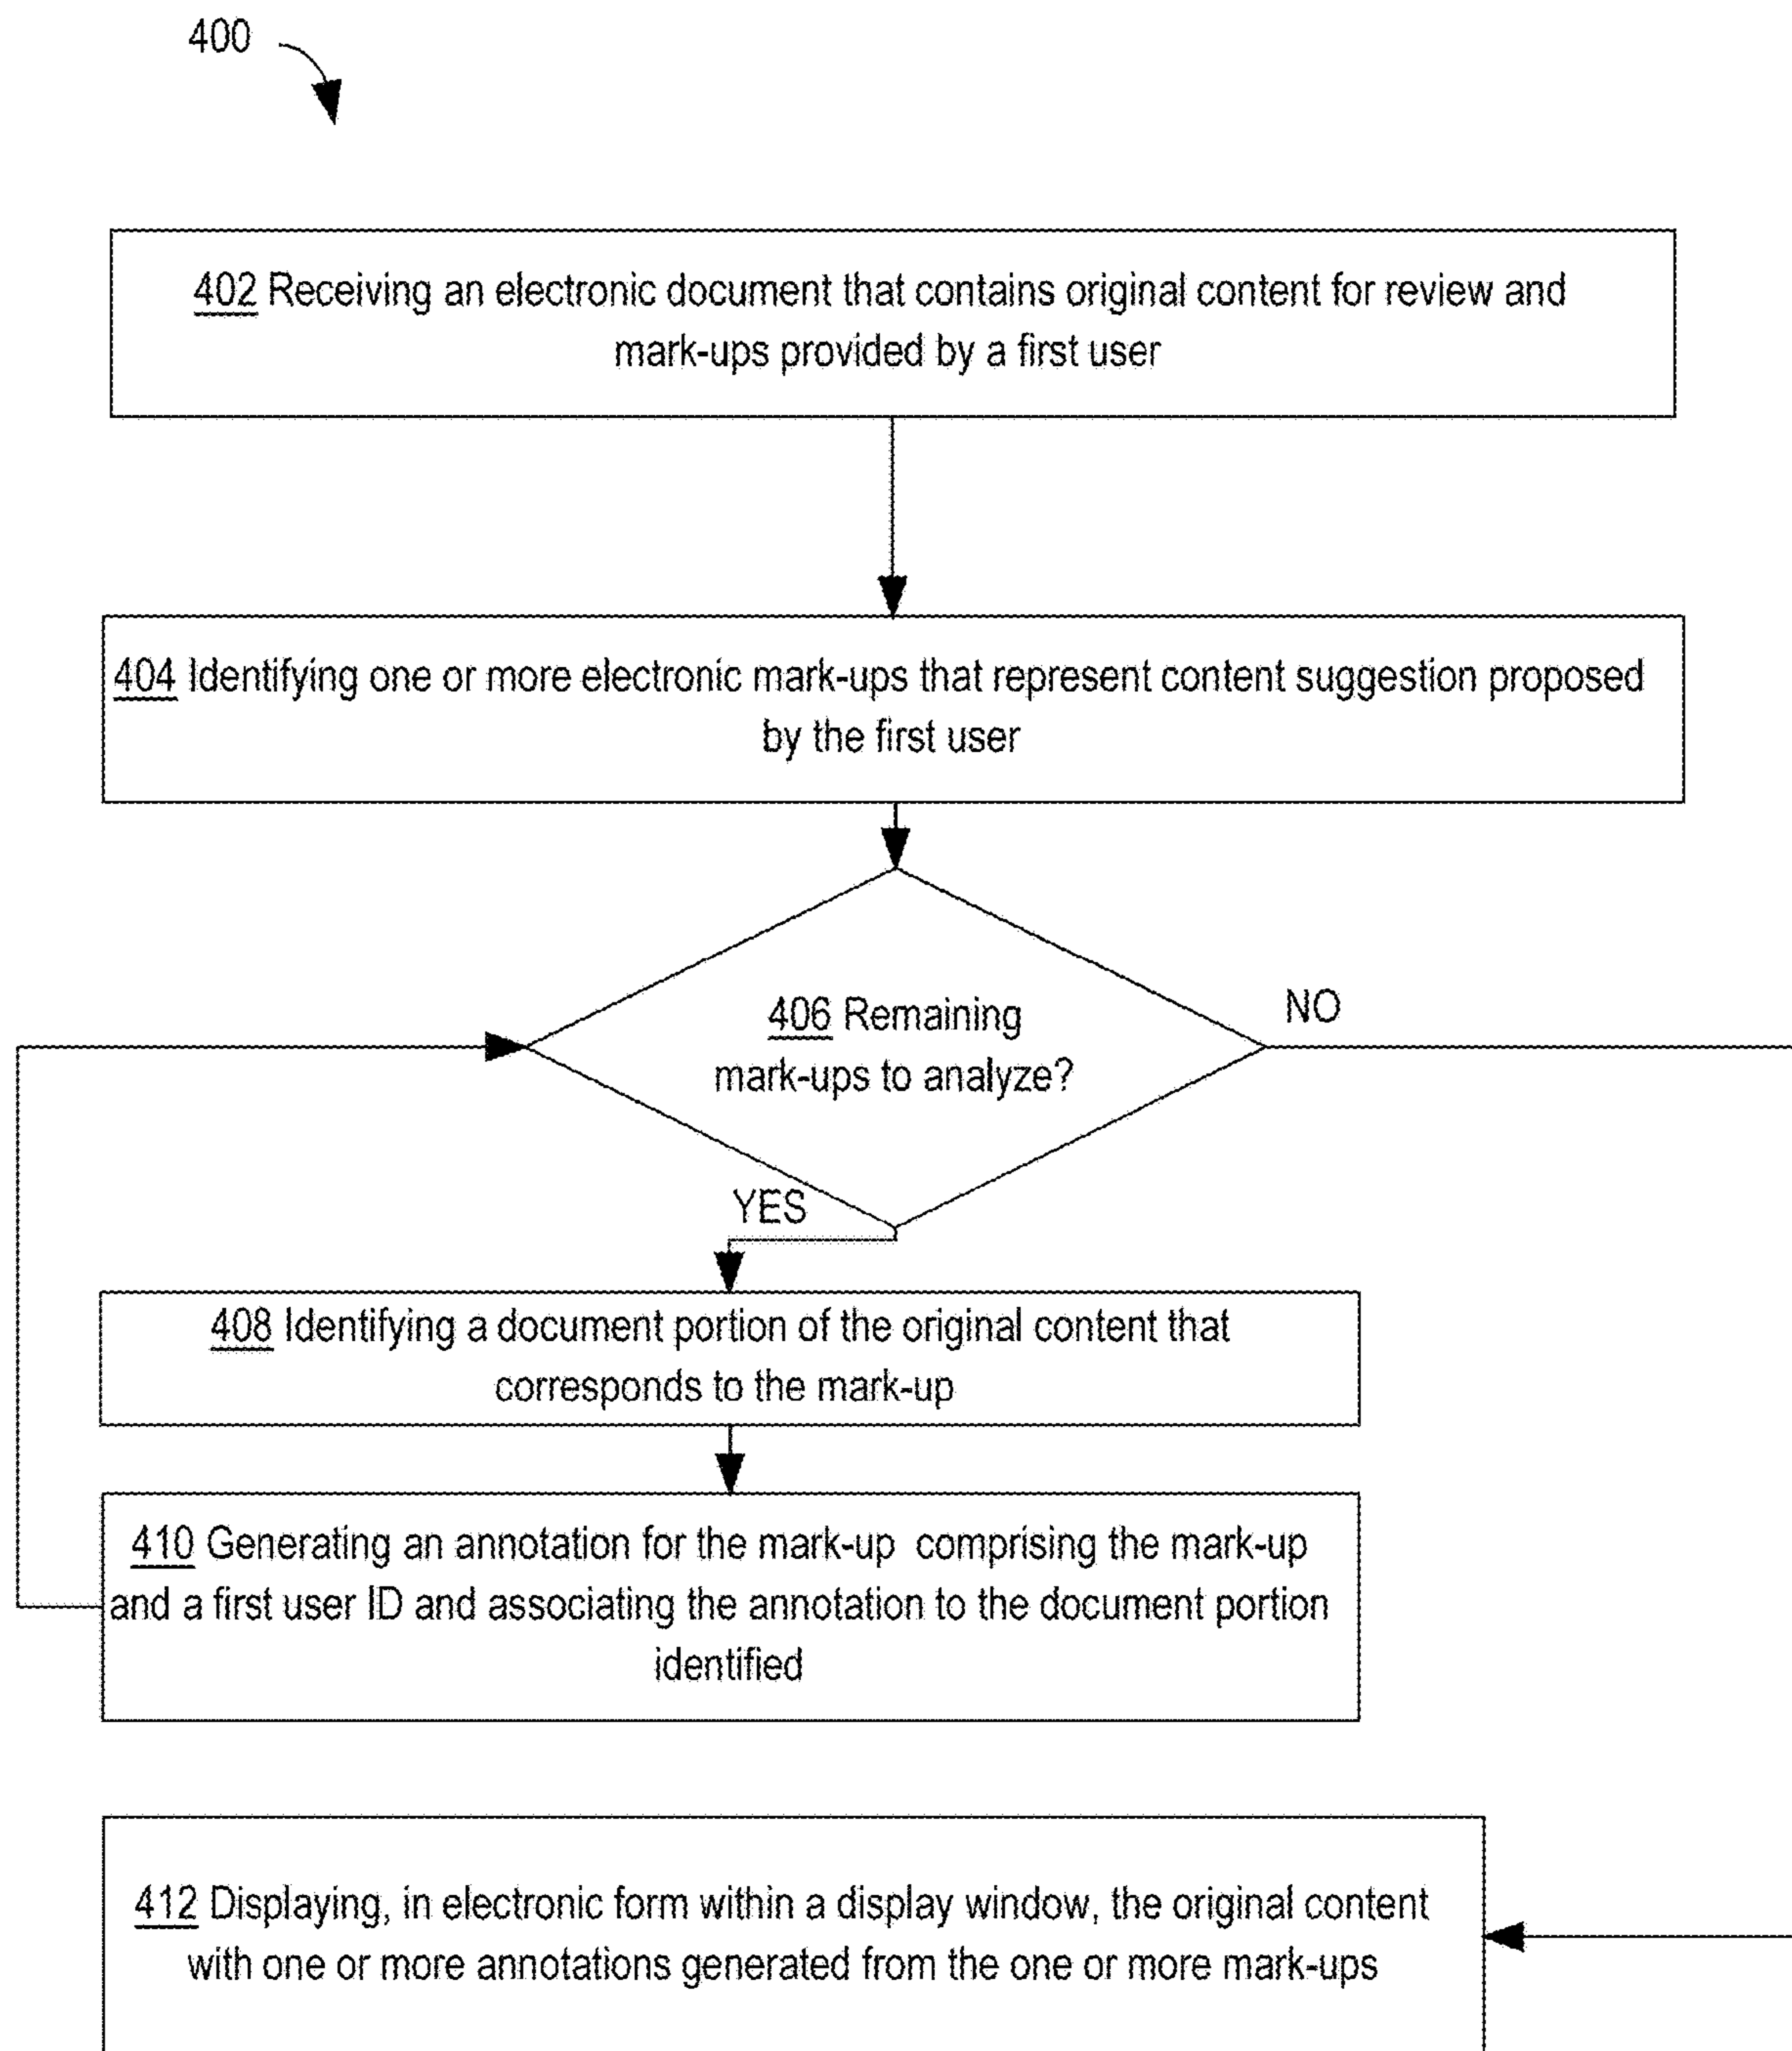 400
402 Receiving an electronic document that contains original content for review and
mark-ups provided by a first user
404 Identifying one or more electronic mark-ups that represent content suggestion proposed
by the first user
406 Remaining
mark-ups to analyze?
NO
YES
408 Identifying a document portion of the original content that
corresponds to the mark-up
410 Generating an annotation for the mark-up comprising the mark-up
and a first user ID and associating the annotation to the document portion
identified
412 Displaying, in electronic form within a display window, the original content
with one or more annotations generated from the one or more mark-ups